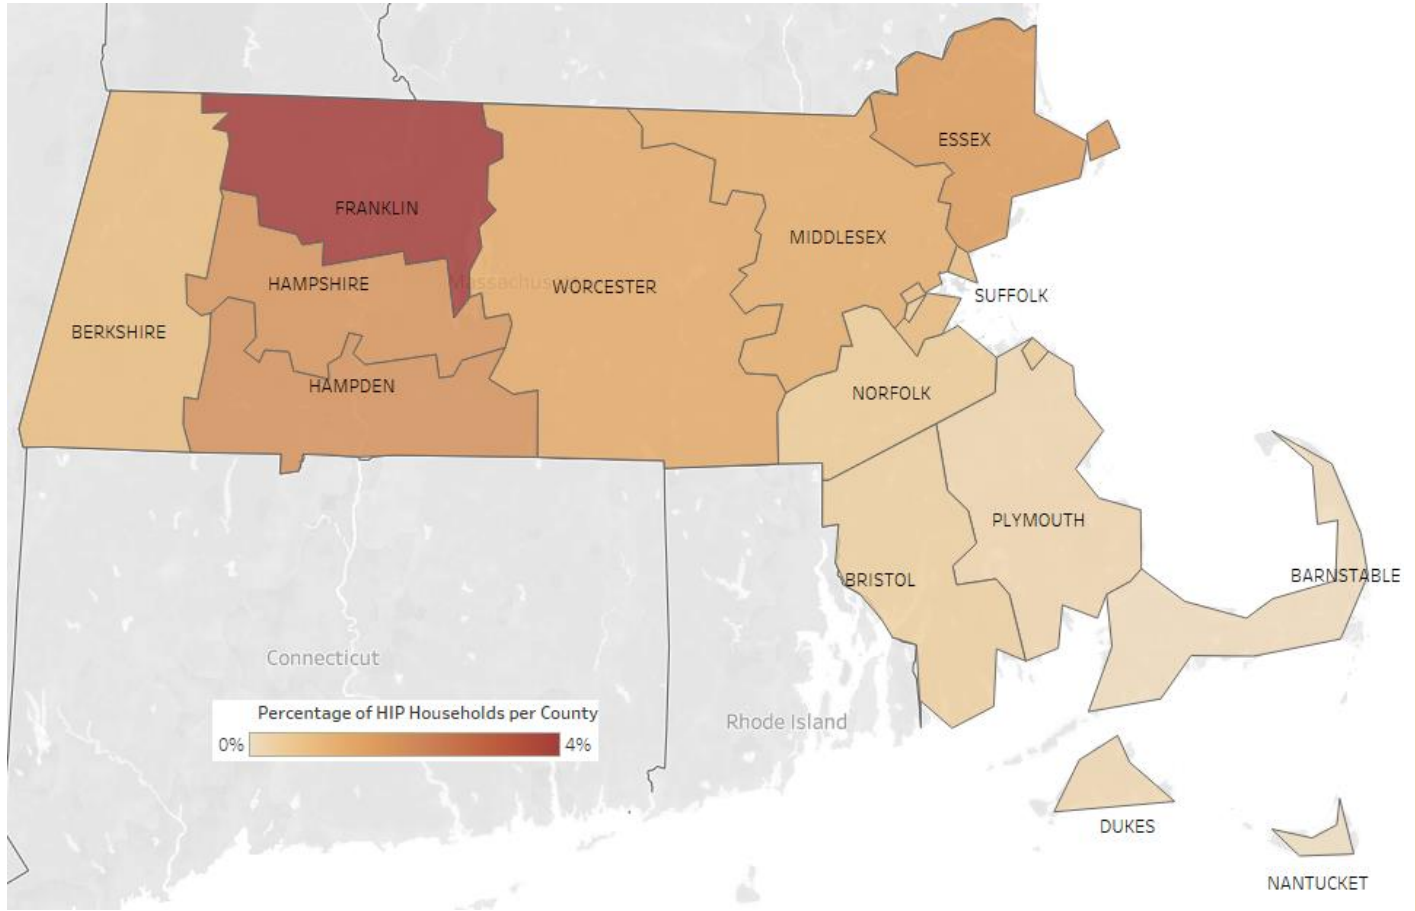 ESSEX
FRANKLIN
MIDDLESEX
HAMPSHIRE
Massachusetts
WORCESTER
SUFFOLK
BERKSHIRE
HAMPDEN
NORFOLK
PLYMOUTH
BRISTOL
BARNSTABLE
Connecticut
Percentage of HIP Households per County
0%
4%
Rhode Island
DUKES
NANTUCKET